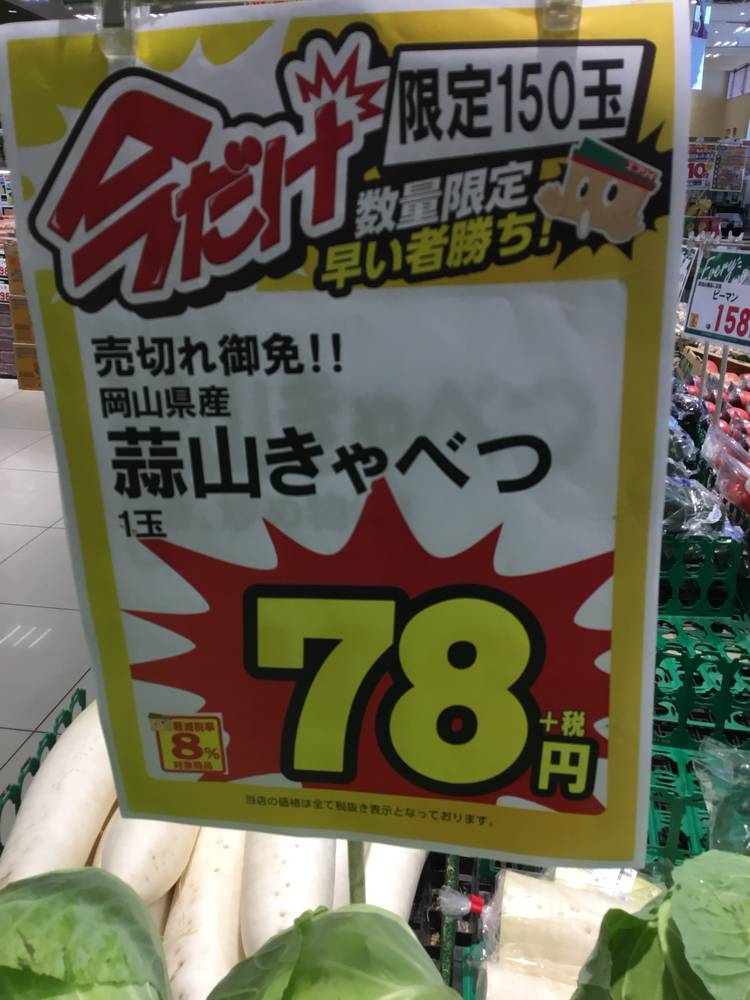 今だけ
限定150玉
数量限定
早い者勝ち!
売切れ御免!!
岡山県産
蒜山きゃべつ
1玉
78
+税
円
軽減税率
8%
対象商品
当店の価格は全て税抜き表示となっております。
ピーマン
158